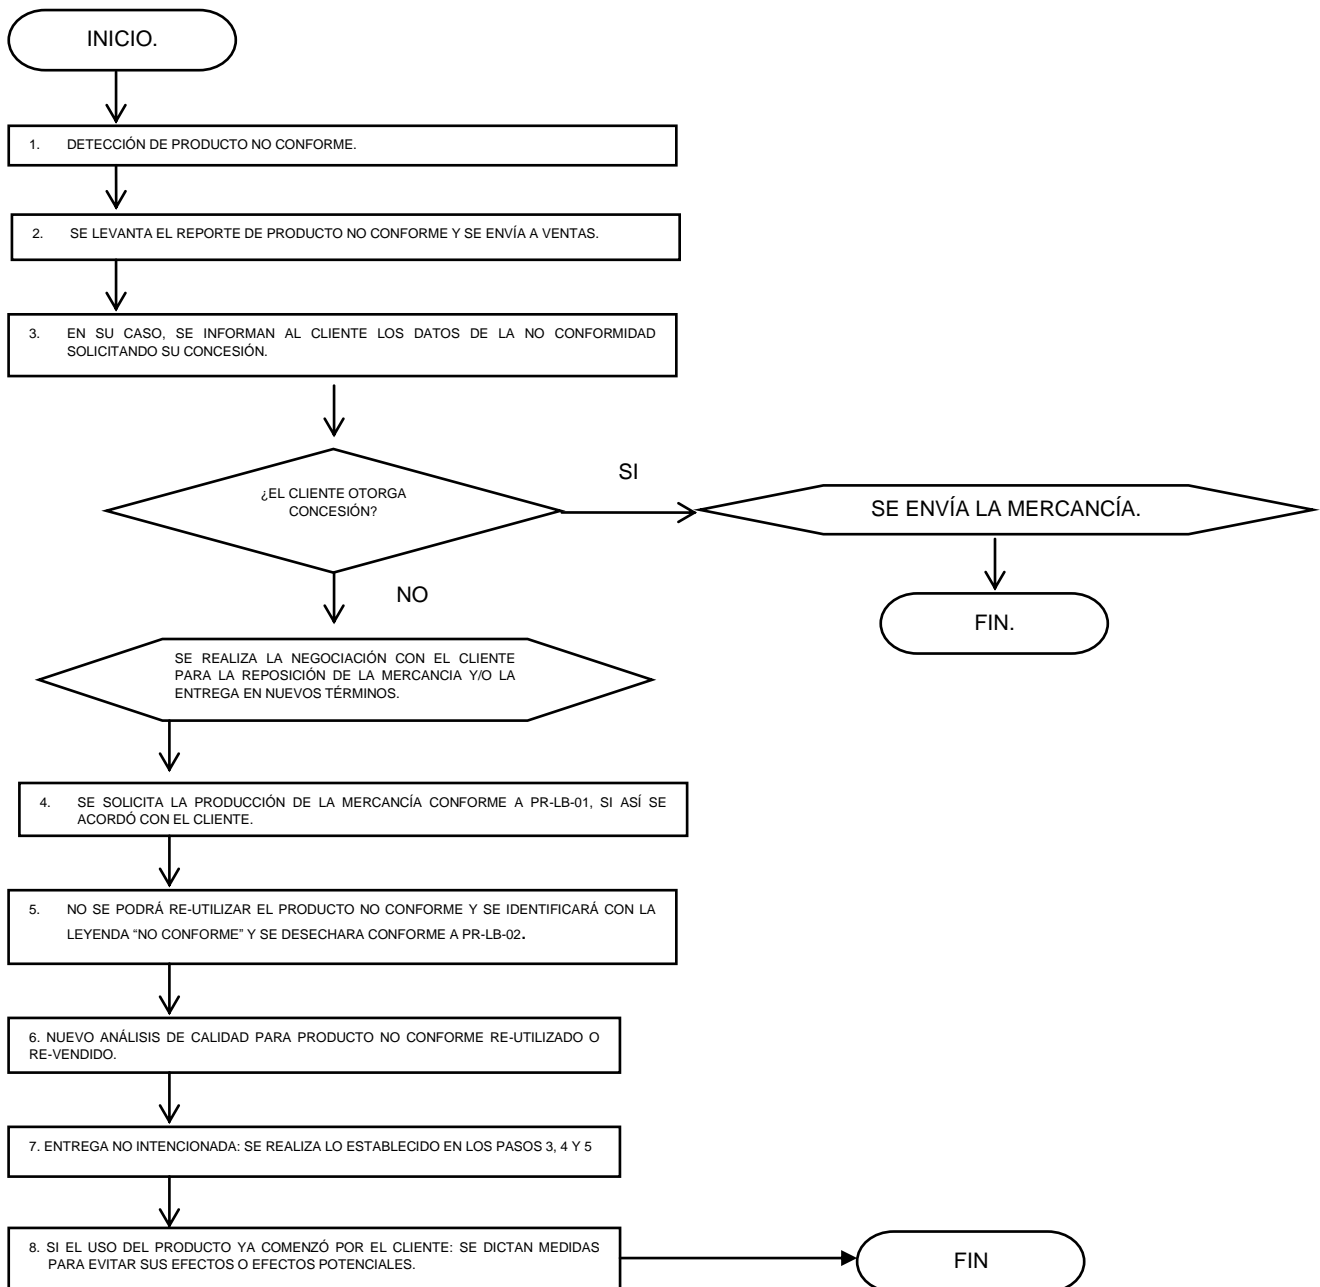 INICIO.
1. DETECCIÓN DE PRODUCTO NO CONFORME.
2. SE LEVANTA EL REPORTE DE PRODUCTO NO CONFORME Y SE ENVÍA A VENTAS.
3. EN SU CASO, SE INFORMAN AL CLIENTE LOS DATOS DE LA NO CONFORMIDAD
SOLICITANDO SU CONCESIÓN.
¿EL CLIENTE OTORGA
CONCESIÓN?
SI
SE ENVÍA LA MERCANCÍA.
FIN.
NO
SE REALIZA LA NEGOCIACIÓN CON EL CLIENTE
PARA LA REPOSICIÓN DE LA MERCANCIA Y/O LA
ENTREGA EN NUEVOS TÉRMINOS.
4. SE SOLICITA LA PRODUCCIÓN DE LA MERCANCÍA CONFORME A PR-LB-01, SI ASÍ SE
ACORDÓ CON EL CLIENTE.
5. NO SE PODRÁ RE-UTILIZAR EL PRODUCTO NO CONFORME Y SE IDENTIFICARÁ CON LA
LEYENDA “NO CONFORME” Y SE DESECHARA CONFORME A PR-LB-02.
6. NUEVO ANÁLISIS DE CALIDAD PARA PRODUCTO NO CONFORME RE-UTILIZADO O
RE-VENDIDO.
7. ENTREGA NO INTENCIONADA: SE REALIZA LO ESTABLECIDO EN LOS PASOS 3, 4 Y 5
8. SI EL USO DEL PRODUCTO YA COMENZÓ POR EL CLIENTE: SE DICTAN MEDIDAS
PARA EVITAR SUS EFECTOS O EFECTOS POTENCIALES.
FIN